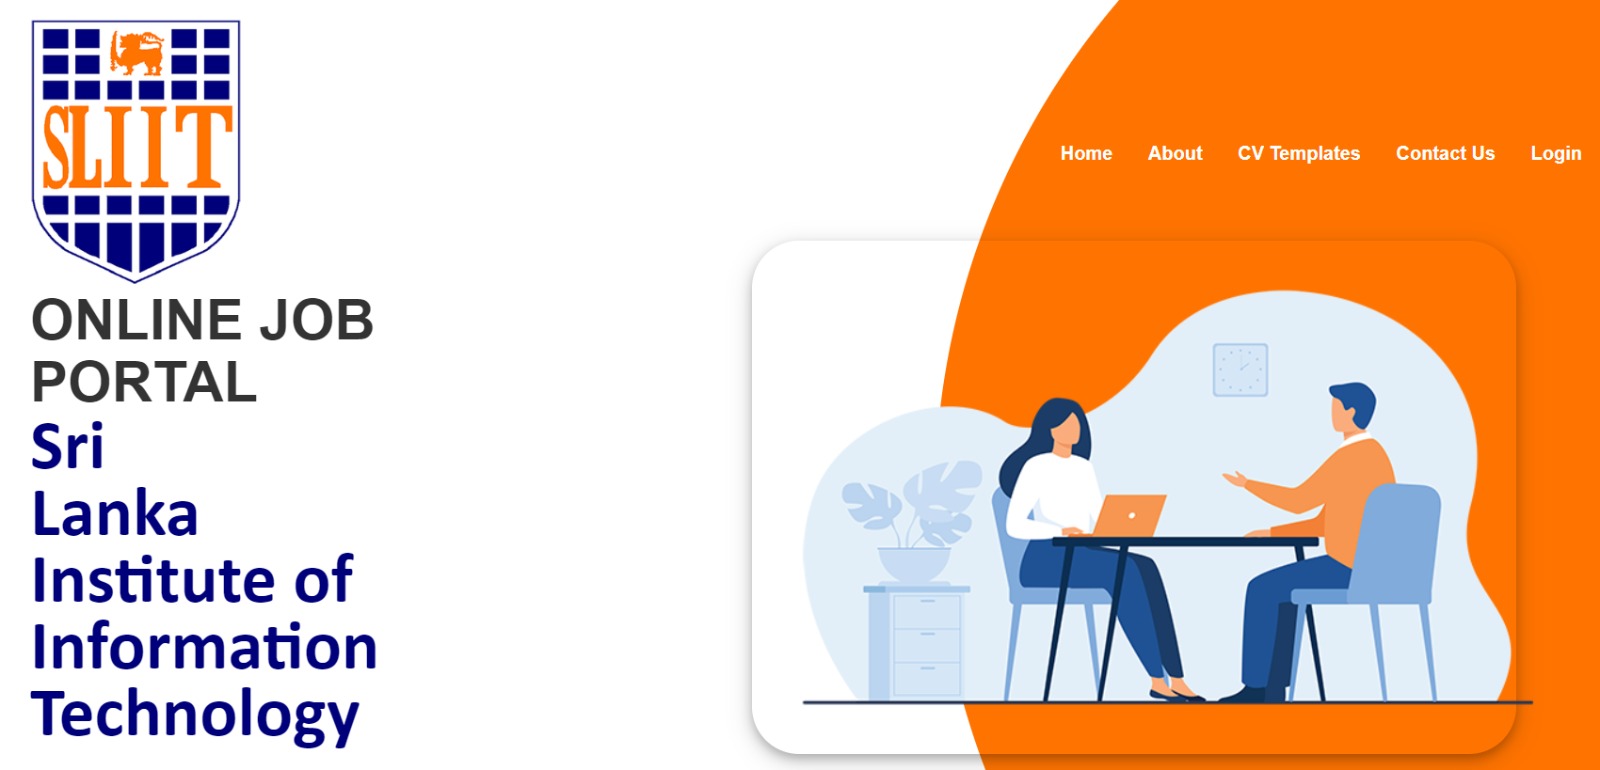 SLIIT
Home About CV Templates Contact Us Login
ONLINE JOB
PORTAL
Sri
Lanka
Institute of
Information
Technology